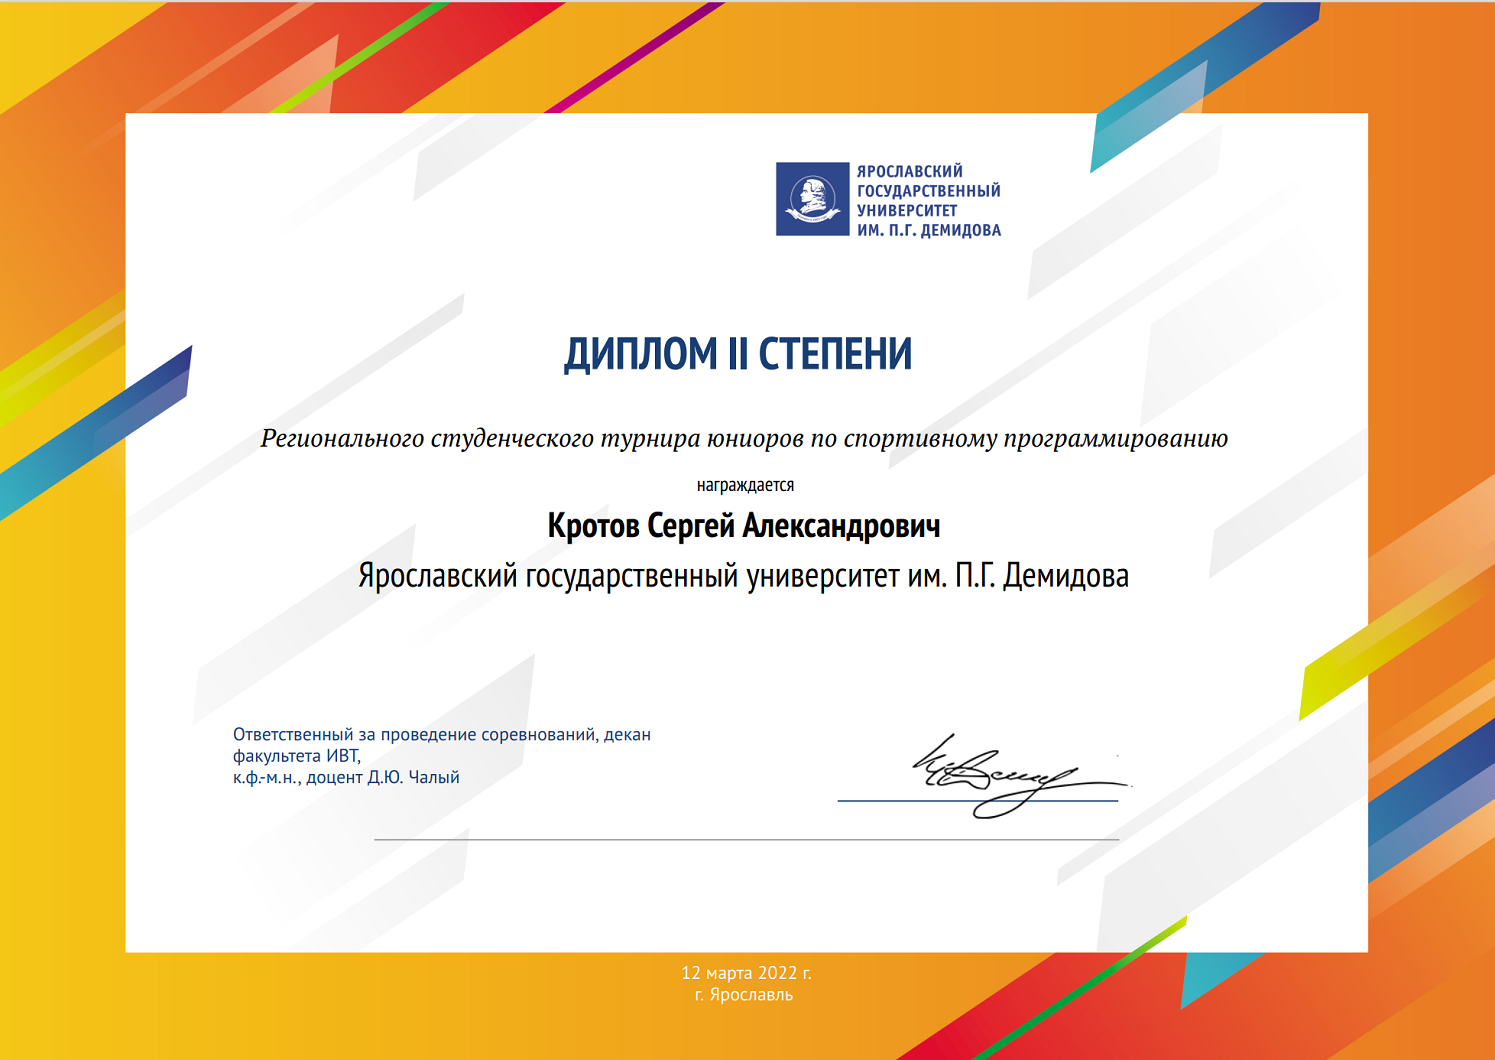 ЯРОСЛАВСКИЙ
ГОСУДАРСТВЕННЫЙ
УНИВЕРСИТЕТ
ИМ. П.Г. ДЕМИДОВА
ДИПЛОМ II СТЕПЕНИ
Регионального студенческого турнира юниоров по спортивному программированию
награждается
Кротов Сергей Александрович
Ярославский государственный университет им. П.Г. Демидова
Ответственный за проведение соревнований, декан
факультета ИВТ,
к.ф.-м.н., доцент Д.Ю. Чалый
12 марта 2022 г.
г. Ярославль